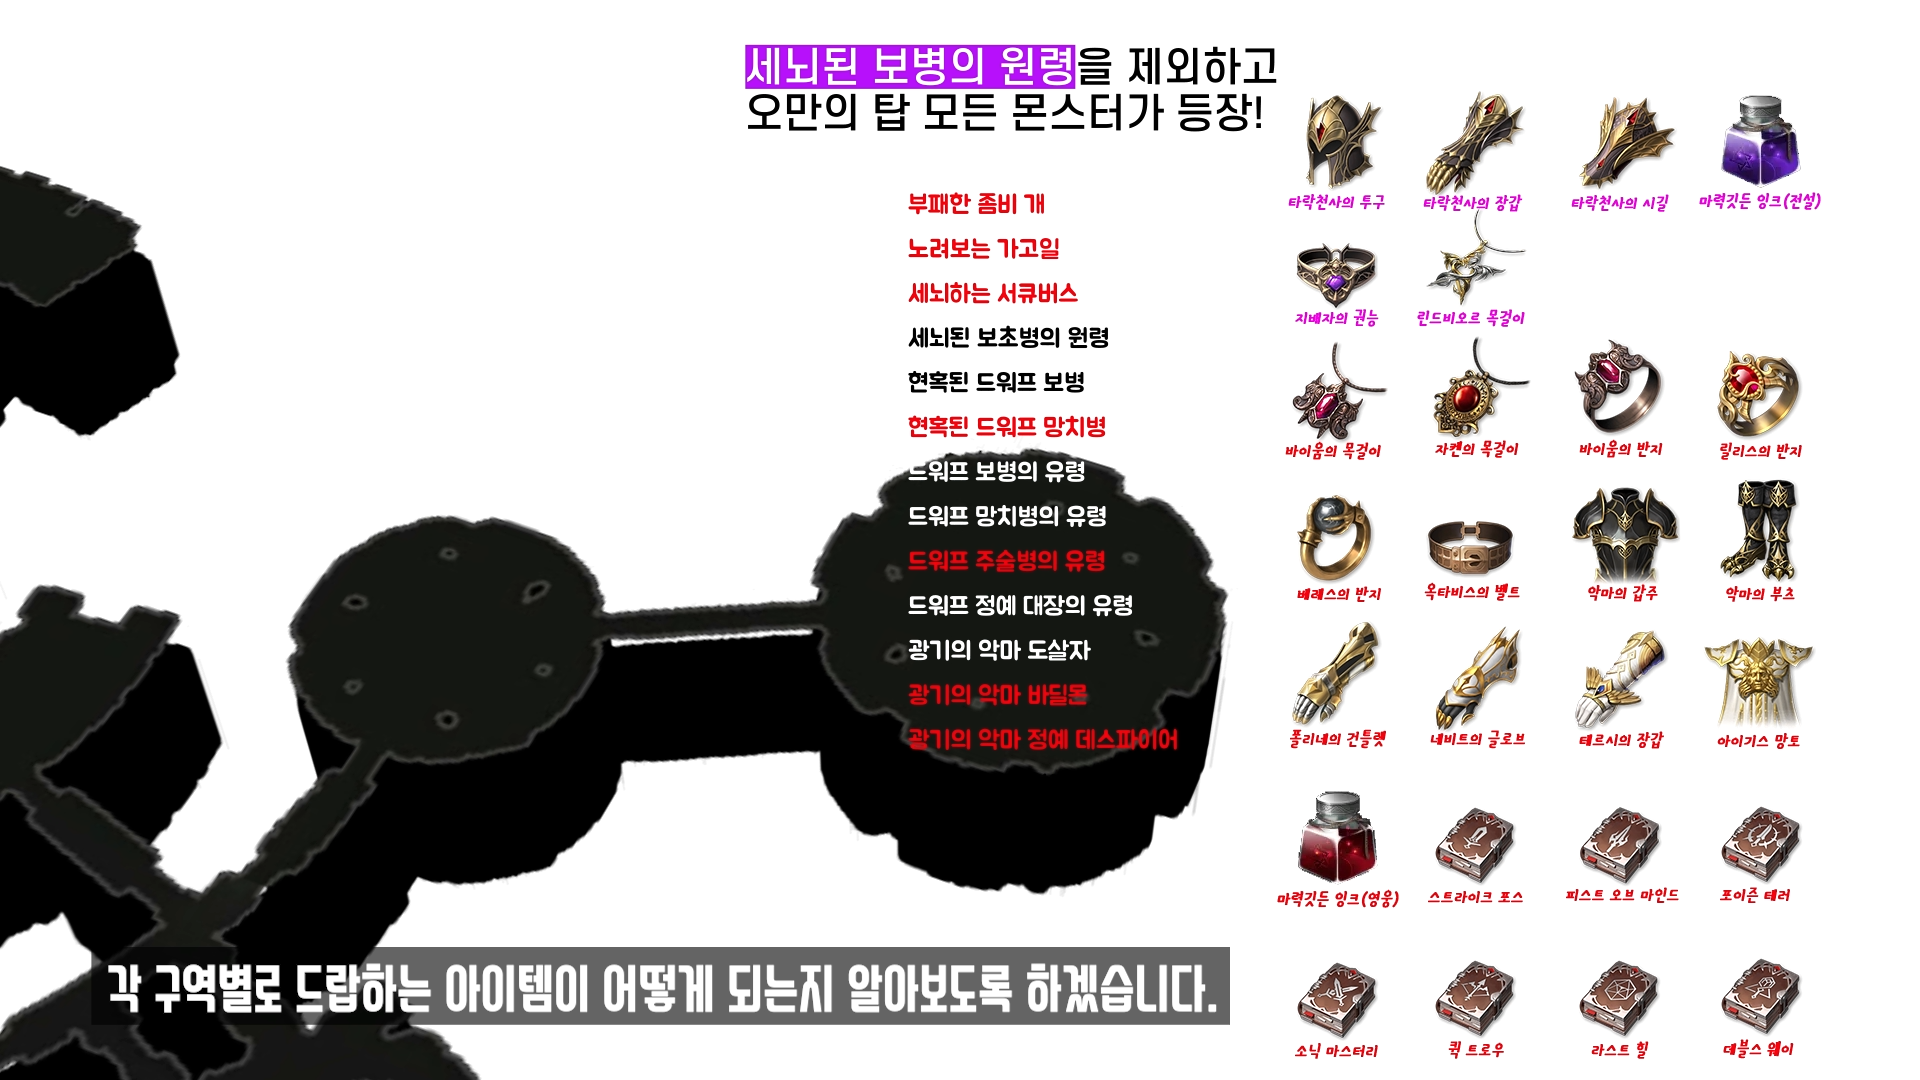 세뇌된 보병의 원령을 제외하고
오만의 탑 모든 몬스터가 등장!
부패한 좀비 개
노려보는 가고일
세뇌하는 서큐버스
세뇌된 보초병의 원령
현혹된 드워프 보병
현혹된 드워프 망치병
드워프 보병의 유령
드워프 망치병의 유령
드워프 주술병의 유령
드워프 정예 대장의 유령
광기의 악마 도살자
광기의 악마 바딜몬
광기의 악마 정예 데스파이어
타락천사의 투구
타락천사의 장갑
타락천사의 시길
마력깃든 잉크(전설)
지배자의 권능
린드비오르 목걸이
바이움의 목걸이
자켄의 목걸이
바이움의 반지
릴리스의 반지
베레스의 반지
옥타비스의 벨트
악마의 갑주
악마의 부츠
폴리네의 건틀렛
네비트의 글로브
테르시의 장갑
아이기스 망토
마력깃든 잉크(영웅)
스트라이크 포스
피스트 오브 마인드
포이즌 테러
소닉 마스터리
퀵 트로우
라스트 힐
데블스 웨이
각 구역별로 드랍하는 아이템이 어떻게 되는지 알아보도록 하겠습니다.